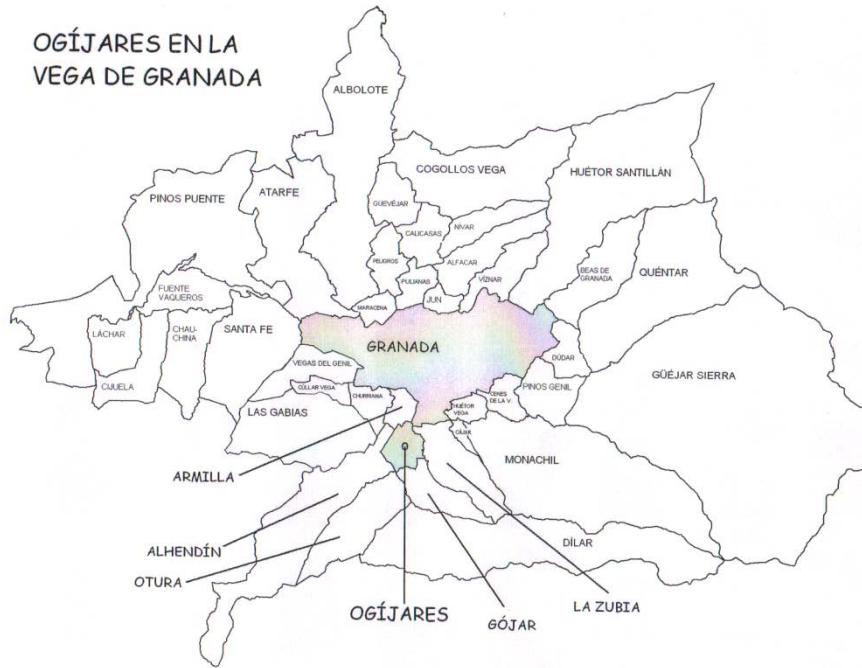 OGÍJARES EN LA
VEGA DE GRANADA
ALBOLOTE
COGOLLOS VEGA
HUÉTOR SANTILLÁN
PINOS PUENTE
ATARFE
GÜEVÉJAR
CALICASAS
NIVAR
PELIGROS
ALFACAR
BEAS DE
GRANADA
QUÉNTAR
PULIANAS
VÍZNAR
FUENTE
VAQUEROS
MARACENA
JUN
LÁCHAR
CHAU-
CHINA
SANTA FE
GRANADA
DÚDAR
VEGAS DEL GENIL
GÜÉJAR SIERRA
CIJUELA
CÚLLAR VEGA
CHURRIANA
PINOS GENIL
CENES
DE LA V.
LAS GABIAS
HUÉTOR
VEGA
CÁJAR
MONACHIL
ARMILLA
DÍLAR
ALHENDÍN
OTURA
OGÍJARES
GÓJAR
LA ZUBIA